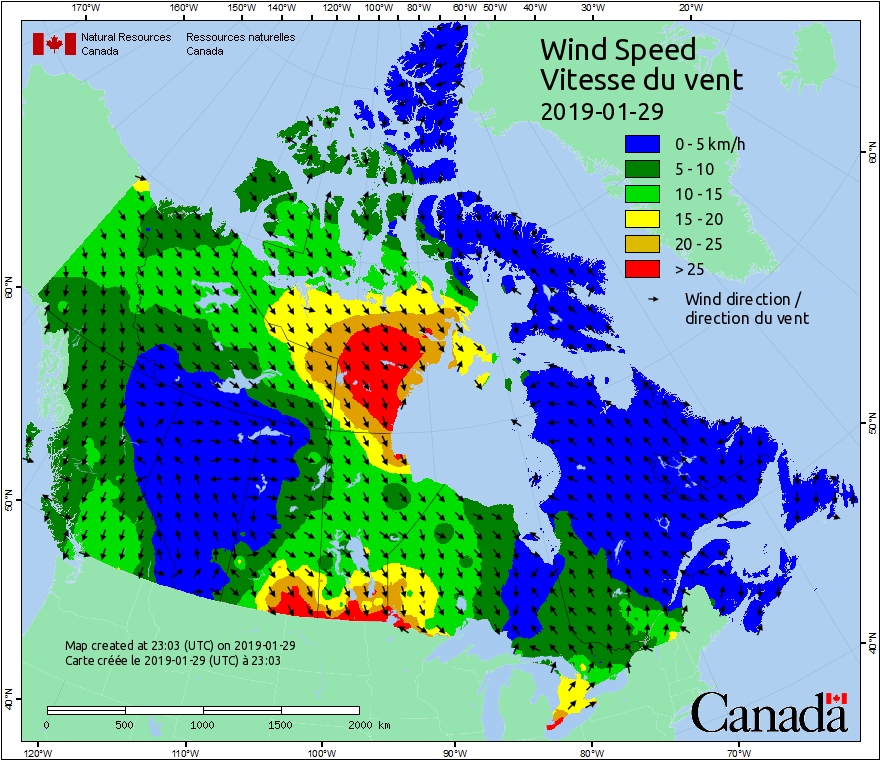 170°W 160°W 150°W 140°W 130°W 120°W 110°W 100°W 80°W 60°W 50°W 40°W 30°W 20°W
Natural Resources Ressources naturelles
Canada Canada
Wind Speed
Vitesse du vent
2019-01-29
0 - 5 km/h
5 - 10
10 - 15
15 - 20
20 - 25
> 25
Wind direction /
direction du vent
60°N
60°N
50°N
50°N
40°N
40°N
Map created at 23:03 (UTC) on 2019-01-29
Carte créée le 2019-01-29 (UTC) à 23:03
0 500 1000 1500 2000 km
Canada
120°W 110°W 100°W 90°W 80°W 70°W